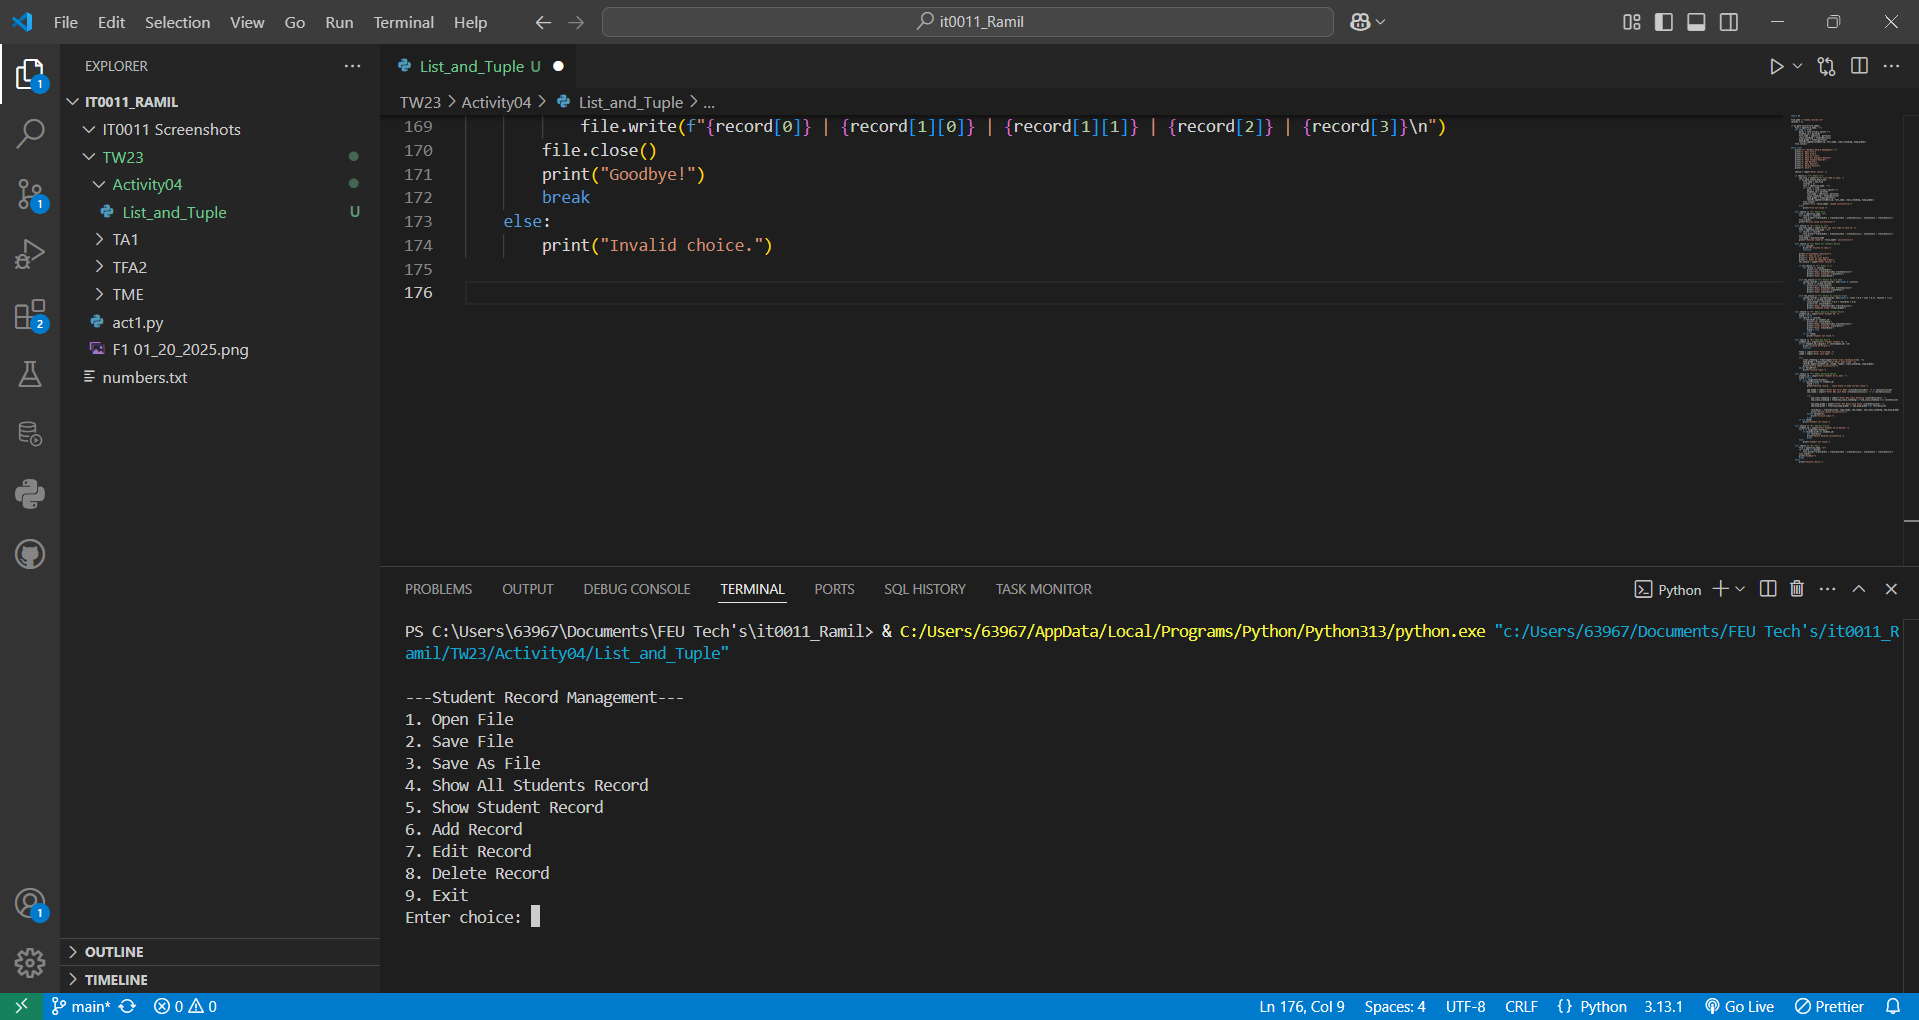 File Edit Selection View Go Run Terminal Help
it0011_Ramil
EXPLORER
IT0011_RAMIL
IT0011 Screenshots
TW23
Activity04
List_and_Tuple U
TA1
TFA2
TME
act1.py
F1 01_20_2025.png
numbers.txt
OUTLINE
TIMELINE
1
1
2
1
List_and_Tuple U
TW23 > Activity04 > List_and_Tuple > ...
169 file.write(f"{record[0]} | {record[1][0]} | {record[1][1]} | {record[2]} | {record[3]}\n")
170 file.close()
171 print("Goodbye!")
172 break
173 else:
174 print("Invalid choice.")
175
176
PROBLEMS OUTPUT DEBUG CONSOLE TERMINAL PORTS SQL HISTORY TASK MONITOR
Python
PS C:\Users\63967\Documents\FEU Tech's\it0011_Ramil> & C:/Users/63967/AppData/Local/Programs/Python/Python313/python.exe "c:/Users/63967/Documents/FEU Tech's/it0011_R
amil/TW23/Activity04/List_and_Tuple"
---Student Record Management---
1. Open File
2. Save File
3. Save As File
4. Show All Students Record
5. Show Student Record
6. Add Record
7. Edit Record
8. Delete Record
9. Exit
Enter choice:
main* 0 0 Ln 176, Col 9 Spaces: 4 UTF-8 CRLF {} Python 3.13.1 Go Live Prettier